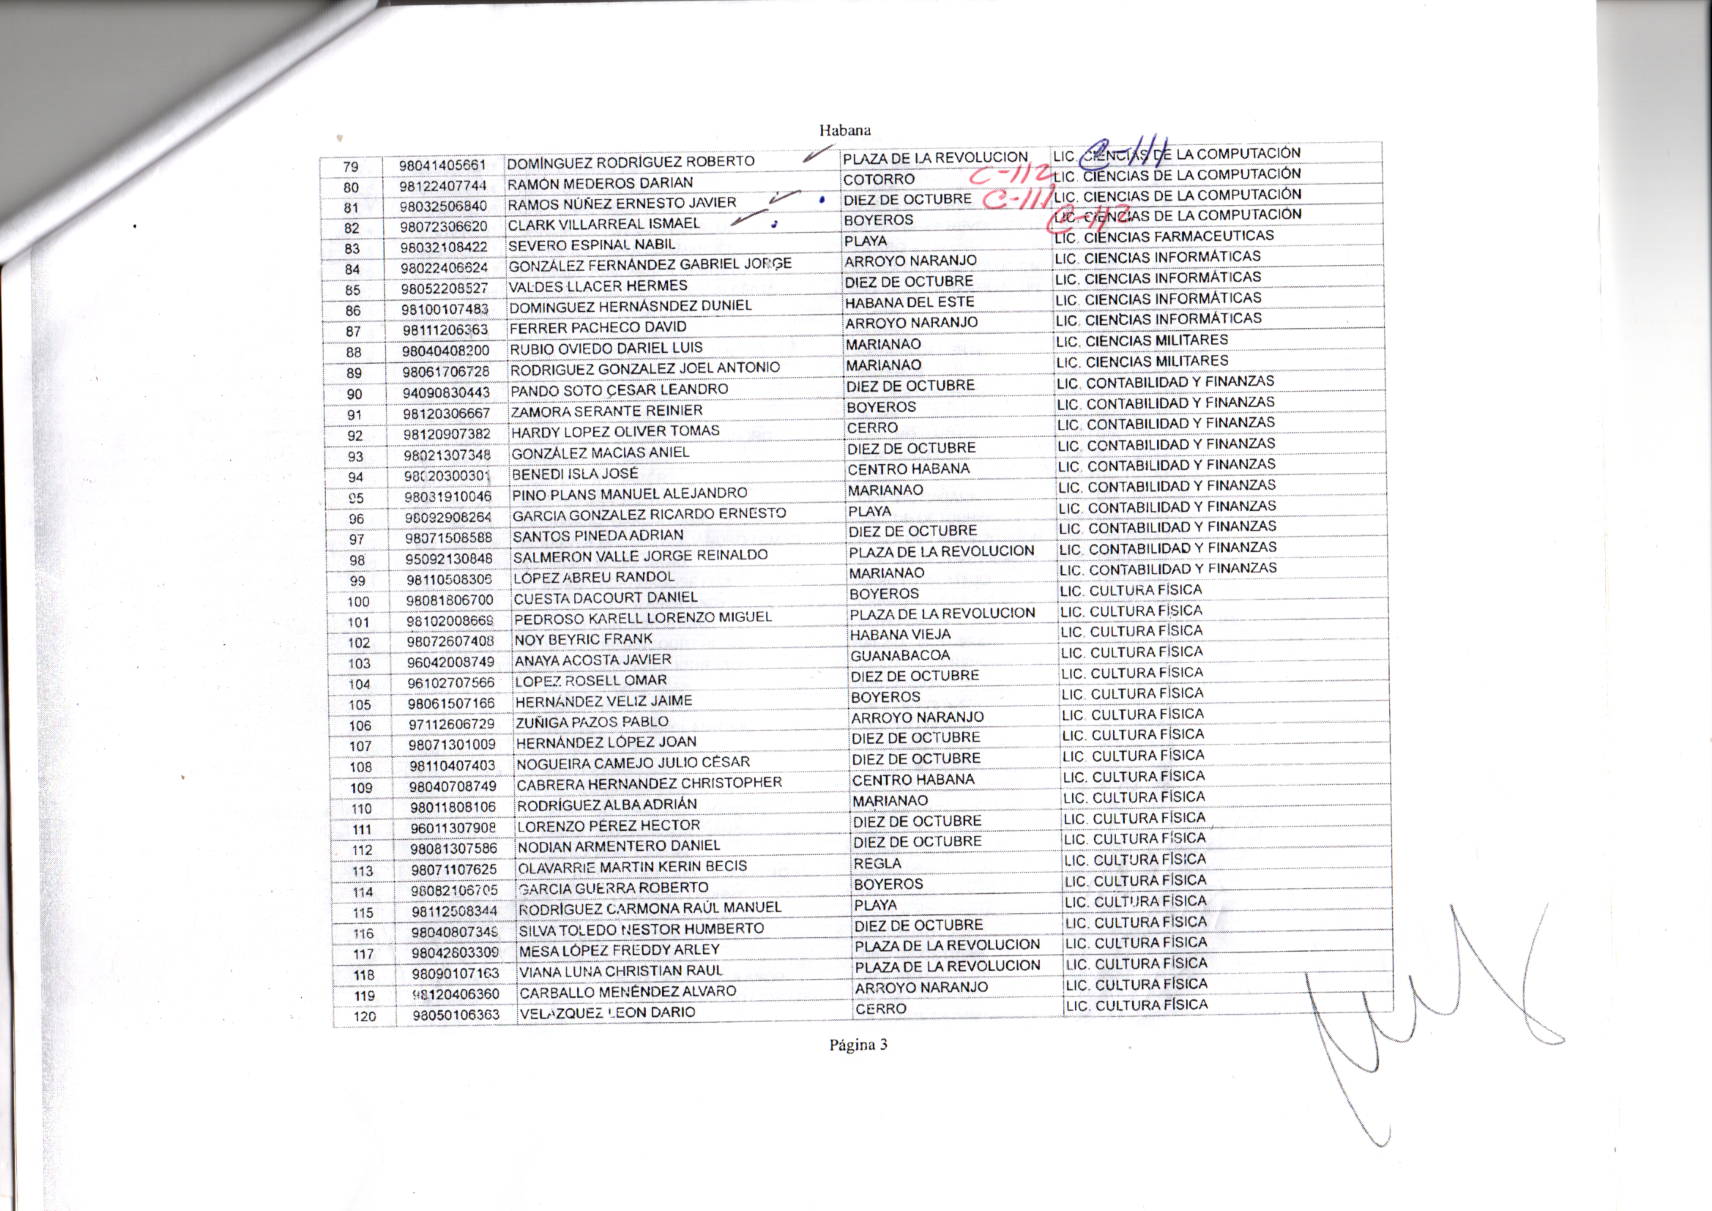 Habana
79 98041405661 DOMÍNGUEZ RODRÍGUEZ ROBERTO PLAZA DE LA REVOLUCION LIC. CIENCIAS DE LA COMPUTACIÓN C-111
80 98122407744 RAMÓN MEDEROS DARIAN COTORRO C-112 LIC. CIENCIAS DE LA COMPUTACIÓN
81 98032506840 RAMOS NÚÑEZ ERNESTO JAVIER DIEZ DE OCTUBRE C-111 LIC. CIENCIAS DE LA COMPUTACIÓN
82 98072306620 CLARK VILLARREAL ISMAEL BOYEROS LIC. CIENCIAS DE LA COMPUTACIÓN C-112
83 98032108422 SEVERO ESPINAL NABIL PLAYA LIC. CIENCIAS FARMACEUTICAS
84 98022406624 GONZÁLEZ FERNÁNDEZ GABRIEL JORGE ARROYO NARANJO LIC. CIENCIAS INFORMÁTICAS
85 98052208527 VALDES LLACER HERMES DIEZ DE OCTUBRE LIC. CIENCIAS INFORMÁTICAS
86 98100107483 DOMINGUEZ HERNÁSNDEZ DUNIEL HABANA DEL ESTE LIC. CIENCIAS INFORMÁTICAS
87 98111206363 FERRER PACHECO DAVID ARROYO NARANJO LIC. CIENCIAS INFORMÁTICAS
88 98040408200 RUBIO OVIEDO DARIEL LUIS MARIANAO LIC. CIENCIAS MILITARES
89 98061706728 RODRIGUEZ GONZALEZ JOEL ANTONIO MARIANAO LIC. CIENCIAS MILITARES
90 94090830443 PANDO SOTO CESAR LEANDRO DIEZ DE OCTUBRE LIC. CONTABILIDAD Y FINANZAS
91 98120306667 ZAMORA SERANTE REINIER BOYEROS LIC. CONTABILIDAD Y FINANZAS
92 98120907382 HARDY LOPEZ OLIVER TOMAS CERRO LIC. CONTABILIDAD Y FINANZAS
93 98021307348 GONZÁLEZ MACIAS ANIEL DIEZ DE OCTUBRE LIC. CONTABILIDAD Y FINANZAS
94 98020300301 BENEDI ISLA JOSÉ CENTRO HABANA LIC. CONTABILIDAD Y FINANZAS
95 98031910046 PINO PLANS MANUEL ALEJANDRO MARIANAO LIC. CONTABILIDAD Y FINANZAS
96 98092908264 GARCIA GONZALEZ RICARDO ERNESTO PLAYA LIC. CONTABILIDAD Y FINANZAS
97 98071508588 SANTOS PINEDA ADRIAN DIEZ DE OCTUBRE LIC. CONTABILIDAD Y FINANZAS
98 95092130848 SALMERON VALLE JORGE REINALDO PLAZA DE LA REVOLUCION LIC. CONTABILIDAD Y FINANZAS
99 98110508306 LÓPEZ ABREU RANDOL MARIANAO LIC. CONTABILIDAD Y FINANZAS
100 98081806700 CUESTA DACOURT DANIEL BOYEROS LIC. CULTURA FÍSICA
101 98102008669 PEDROSO KARELL LORENZO MIGUEL PLAZA DE LA REVOLUCION LIC. CULTURA FÍSICA
102 98072607408 NOY BEYRIC FRANK HABANA VIEJA LIC. CULTURA FÍSICA
103 96042008749 ANAYA ACOSTA JAVIER GUANABACOA LIC. CULTURA FÍSICA
104 96102707566 LOPEZ ROSELL OMAR DIEZ DE OCTUBRE LIC. CULTURA FÍSICA
105 98061507166 HERNÁNDEZ VELIZ JAIME BOYEROS LIC. CULTURA FÍSICA
106 97112606729 ZUÑIGA PAZOS PABLO ARROYO NARANJO LIC. CULTURA FÍSICA
107 98071301009 HERNÁNDEZ LÓPEZ JOAN DIEZ DE OCTUBRE LIC. CULTURA FÍSICA
108 98110407403 NOGUEIRA CAMEJO JULIO CÉSAR DIEZ DE OCTUBRE LIC. CULTURA FÍSICA
109 98040708749 CABRERA HERNANDEZ CHRISTOPHER CENTRO HABANA LIC. CULTURA FÍSICA
110 98011808106 RODRÍGUEZ ALBA ADRIÁN MARIANAO LIC. CULTURA FÍSICA
111 96011307908 LORENZO PÉREZ HECTOR DIEZ DE OCTUBRE LIC. CULTURA FÍSICA
112 98081307586 NODIAN ARMENTERO DANIEL DIEZ DE OCTUBRE LIC. CULTURA FÍSICA
113 98071107625 OLAVARRIE MARTIN KERIN BECIS REGLA LIC. CULTURA FÍSICA
114 98082106705 GARCIA GUERRA ROBERTO BOYEROS LIC. CULTURA FÍSICA
115 98112508344 RODRÍGUEZ CARMONA RAÚL MANUEL PLAYA LIC. CULTURA FÍSICA
116 98040807348 SILVA TOLEDO NESTOR HUMBERTO DIEZ DE OCTUBRE LIC. CULTURA FÍSICA
117 98042603309 MESA LÓPEZ FREDDY ARLEY PLAZA DE LA REVOLUCION LIC. CULTURA FÍSICA
118 98090107163 VIANA LUNA CHRISTIAN RAUL PLAZA DE LA REVOLUCION LIC. CULTURA FÍSICA
119 98120406360 CARBALLO MENÉNDEZ ALVARO ARROYO NARANJO LIC. CULTURA FÍSICA
120 98050106363 VELAZQUEZ LEON DARIO CERRO LIC. CULTURA FÍSICA
Página 3